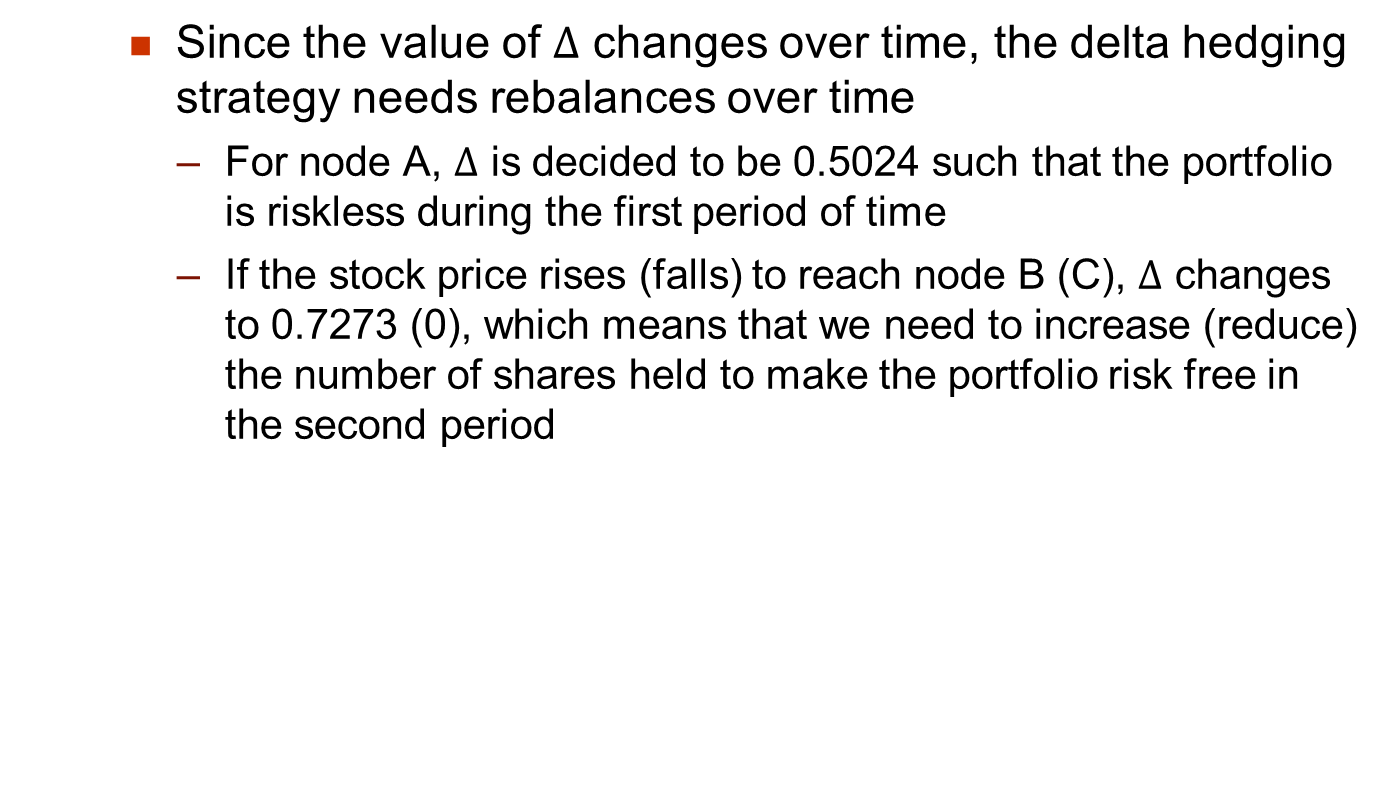 ■ Since the value of Δ changes over time, the delta hedging
strategy needs rebalances over time
– For node A, Δ is decided to be 0.5024 such that the portfolio
is riskless during the first period of time
– If the stock price rises (falls) to reach node B (C), Δ changes
to 0.7273 (0), which means that we need to increase (reduce)
the number of shares held to make the portfolio risk free in
the second period